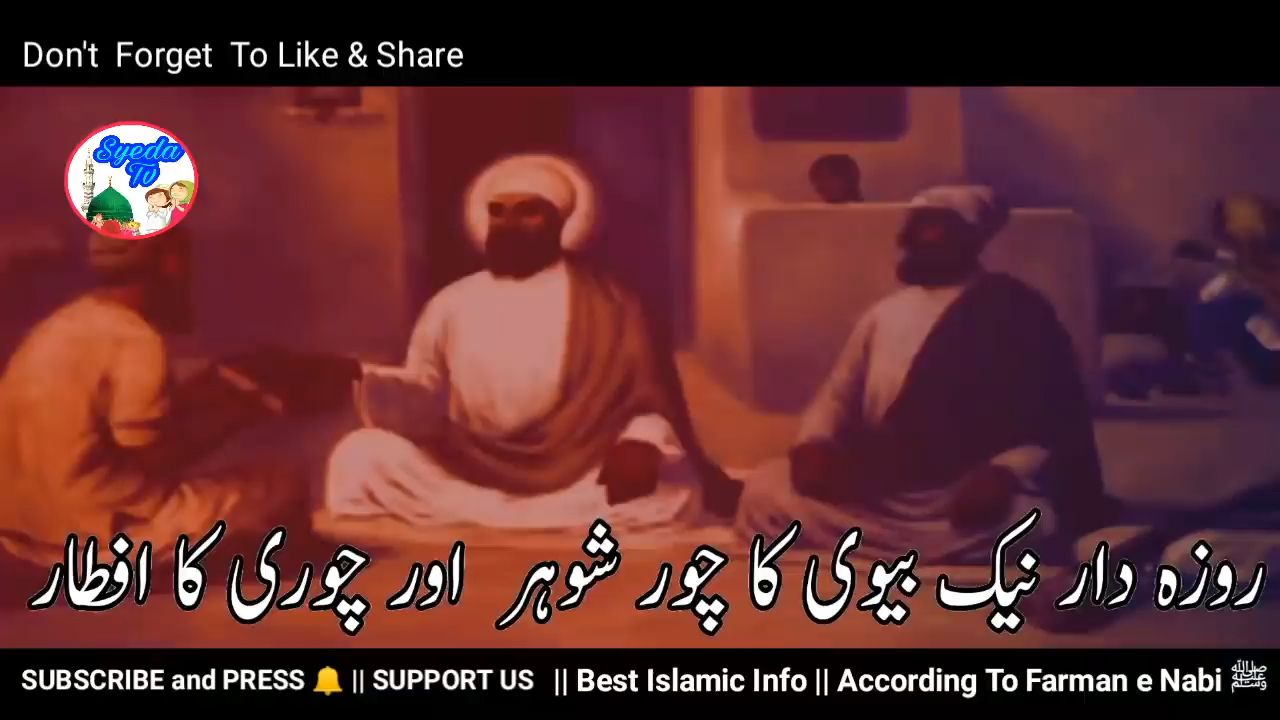 Don't Forget To Like & Share
Syeda
Tv
روزہ دار نیک بیوی کا چور شوہر اور چوری کا افطار
SUBSCRIBE and PRESS 🔔 || SUPPORT US || Best Islamic Info || According To Farman e Nabi ﷺ